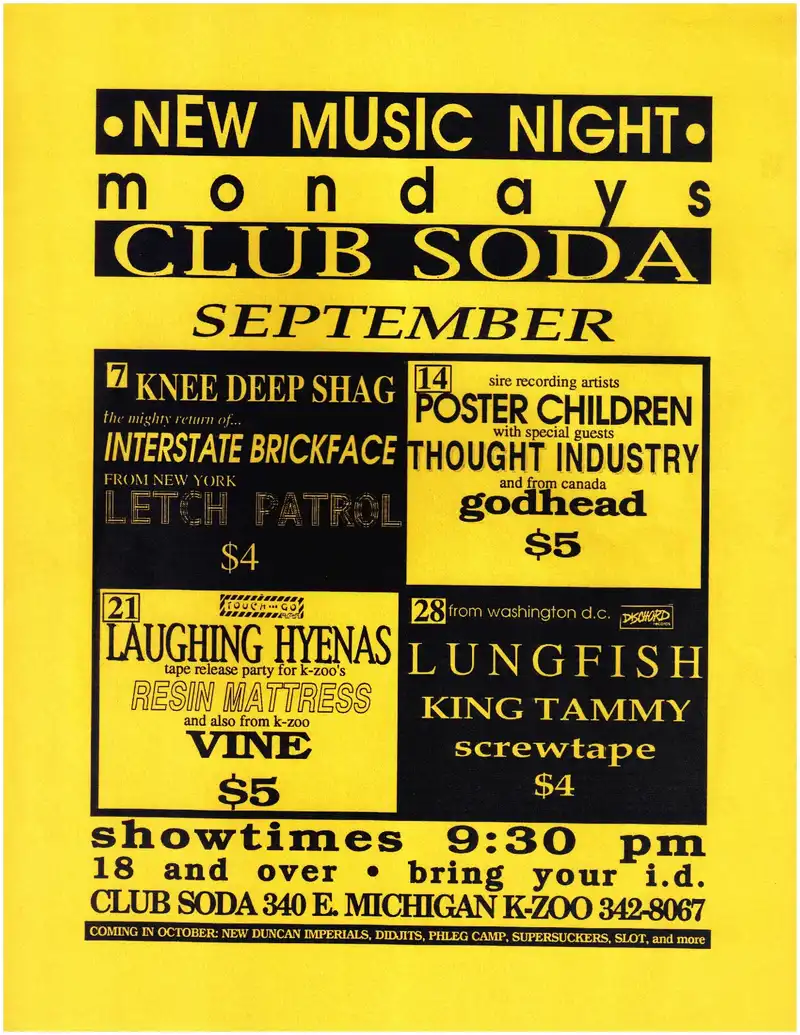 •NEW MUSIC NIGHT•
mondays
CLUB SODA
SEPTEMBER
7 KNEE DEEP SHAG
the mighty return of...
INTERSTATE BRICKFACE
FROM NEW YORK
LETCH PATROL
$4
14 sire recording artists
POSTER CHILDREN
with special guests
THOUGHT INDUSTRY
and from canada
godhead
$5
21 TOUCH AND GO
LAUGHING HYENAS
tape release party for k-zoo's
RESIN MATTRESS
and also from k-zoo
VINE
$5
28 from washington d.c. DISCHORD
LUNGFISH
KING TAMMY
screwtape
$4
showtimes 9:30 pm
18 and over • bring your i.d.
CLUB SODA 340 E. MICHIGAN K-ZOO 342-8067
COMING IN OCTOBER: NEW DUNCAN IMPERIALS, DIDJITS, PHLEG CAMP, SUPERSUCKERS, SLOT, and more